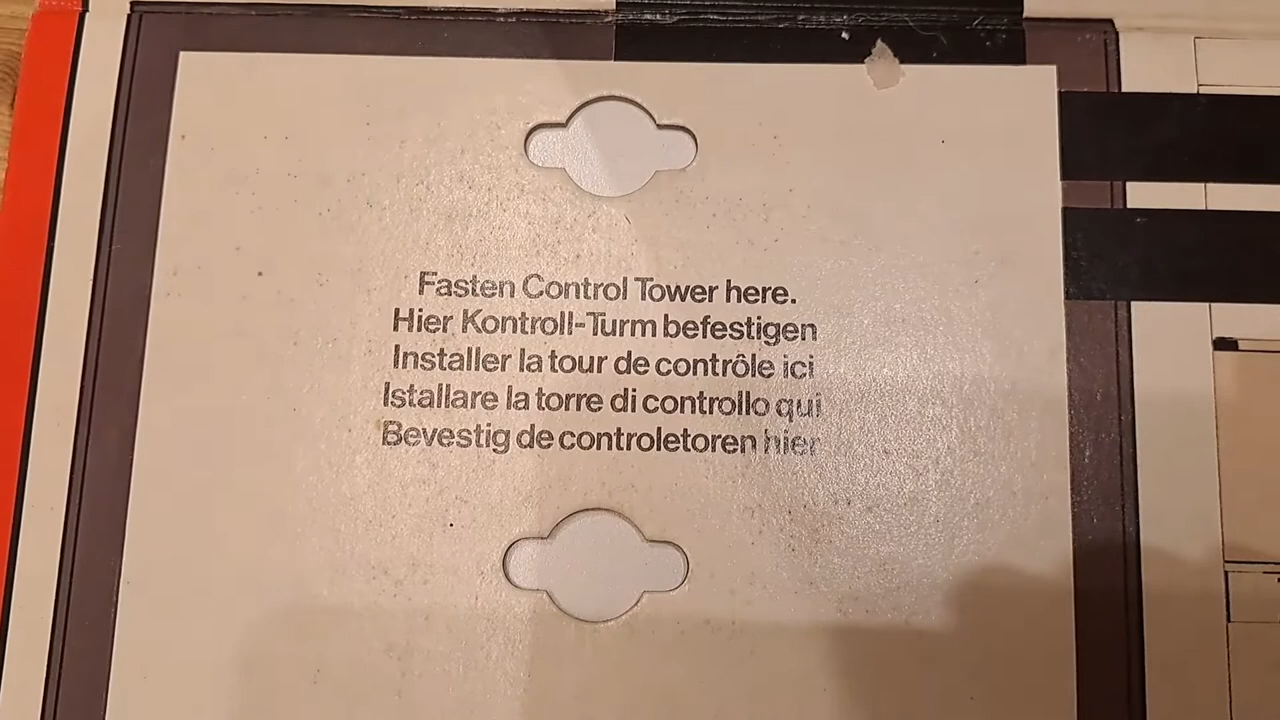 Fasten Control Tower here.
Hier Kontroll-Turm befestigen
Installer la tour de contrôle ici
Istallare la torre di controllo qui
Bevestig de controletoren hier